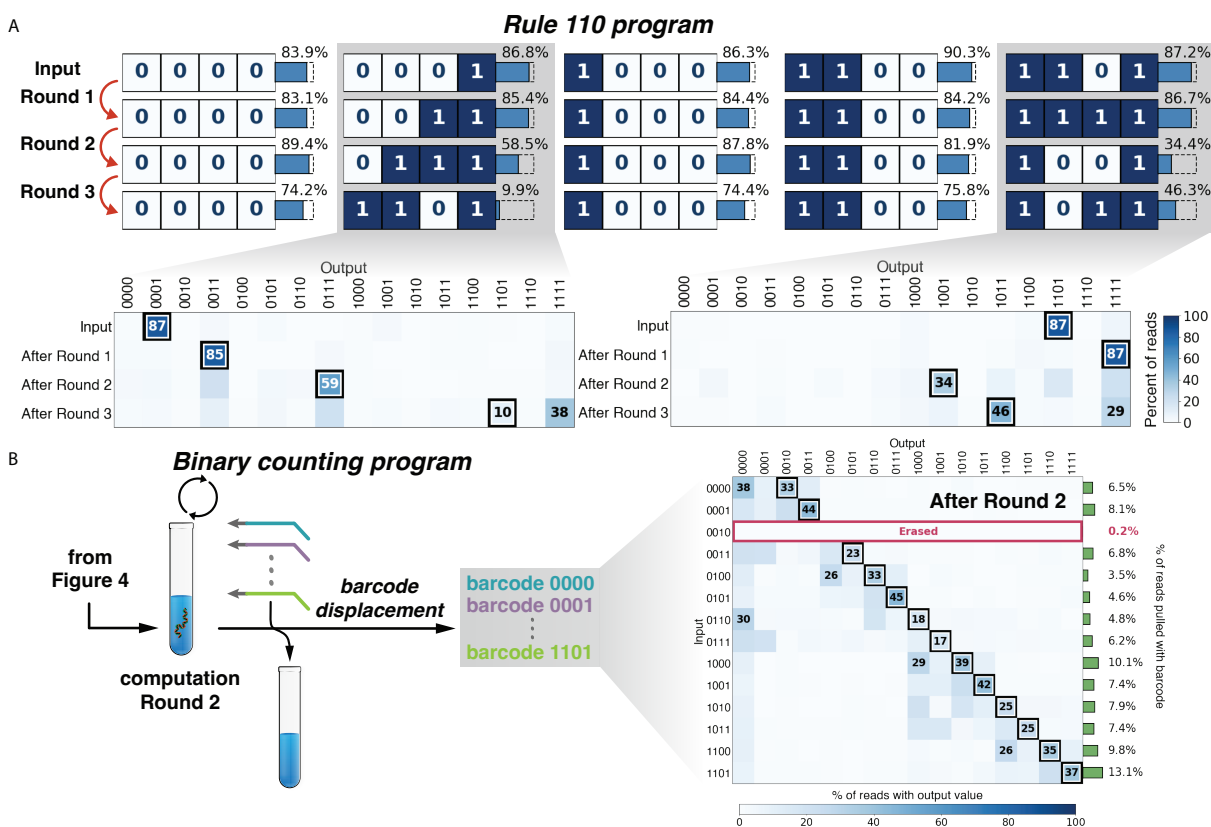 A
Rule 110 program
Input
Round 1
Round 2
Round 3
83.9%
0 0 0 0
83.1%
0 0 0 0
89.4%
0 0 0 0
74.2%
0 0 0 0
86.8%
0 0 0 1
85.4%
0 0 1 1
58.5%
0 1 1 1
9.9%
1 1 0 1
86.3%
1 0 0 0
84.4%
1 0 0 0
87.8%
1 0 0 0
74.4%
1 0 0 0
90.3%
1 1 0 0
84.2%
1 1 0 0
81.9%
1 1 0 0
75.8%
1 1 0 0
87.2%
1 1 0 1
86.7%
1 1 1 1
34.4%
1 0 0 1
46.3%
1 0 1 1
Output
0000 0001 0010 0011 0100 0101 0110 0111 1000 1001 1010 1011 1100 1101 1110 1111
Input 87
After Round 1 85
After Round 2 59
After Round 3 10 38
Output
0000 0001 0010 0011 0100 0101 0110 0111 1000 1001 1010 1011 1100 1101 1110 1111
Input 87
After Round 1 87
After Round 2 34
After Round 3 46 29
100
80
60
40
20
0
Percent of reads
B
Binary counting program
from
Figure 4
computation
Round 2
barcode
displacement
barcode 0000
barcode 0001
barcode 1101
Output
0000 0001 0010 0011 0100 0101 0110 0111 1000 1001 1010 1011 1100 1101 1110 1111
After Round 2
Input
0000 38 33 6.5%
0001 44 8.1%
0010 Erased 0.2%
0011 23 6.8%
0100 26 33 3.5%
0101 45 4.6%
0110 30 18 4.8%
0111 17 6.2%
1000 29 39 10.1%
1001 42 7.4%
1010 25 7.9%
1011 25 7.4%
1100 26 35 9.8%
1101 37 13.1%
% of reads pulled with barcode
% of reads with output value
0 20 40 60 80 100